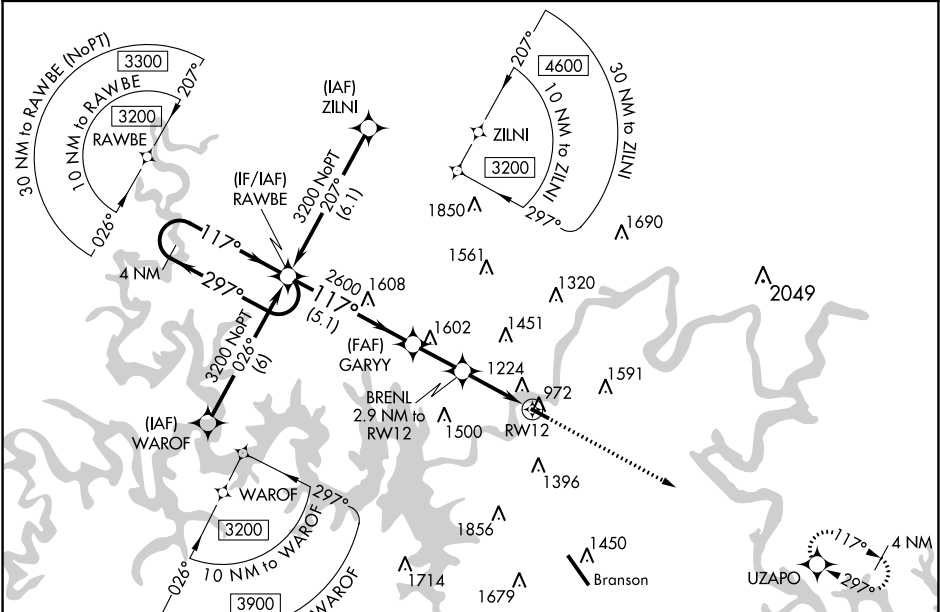 30 NM to RAWBE (NoPT)
3300
207°
10 NM to RAWBE
3200
RAWBE
026°
(IAF)
ZILNI
207°
4600
30 NM to ZILNI
10 NM to ZILNI
ZILNI
3200
297°
(IF/IAF)
RAWBE
3200 NoPT
207°
(6.1)
1850
1690
117°
4 NM
297°
1561
2049
2600
117°
(5.1)
1608
1320
3200 NoPT
026°
(6)
1602
1451
(FAF)
GARYY
1224
972
1591
BRENL
2.9 NM to
RW12
1500
RW12
(IAF)
WAROF
1396
WAROF
297°
3200
10 NM to WAROF
026°
3900
WAROF
1856
1714
1679
1450
Branson
UZAPO
117°
4 NM
297°